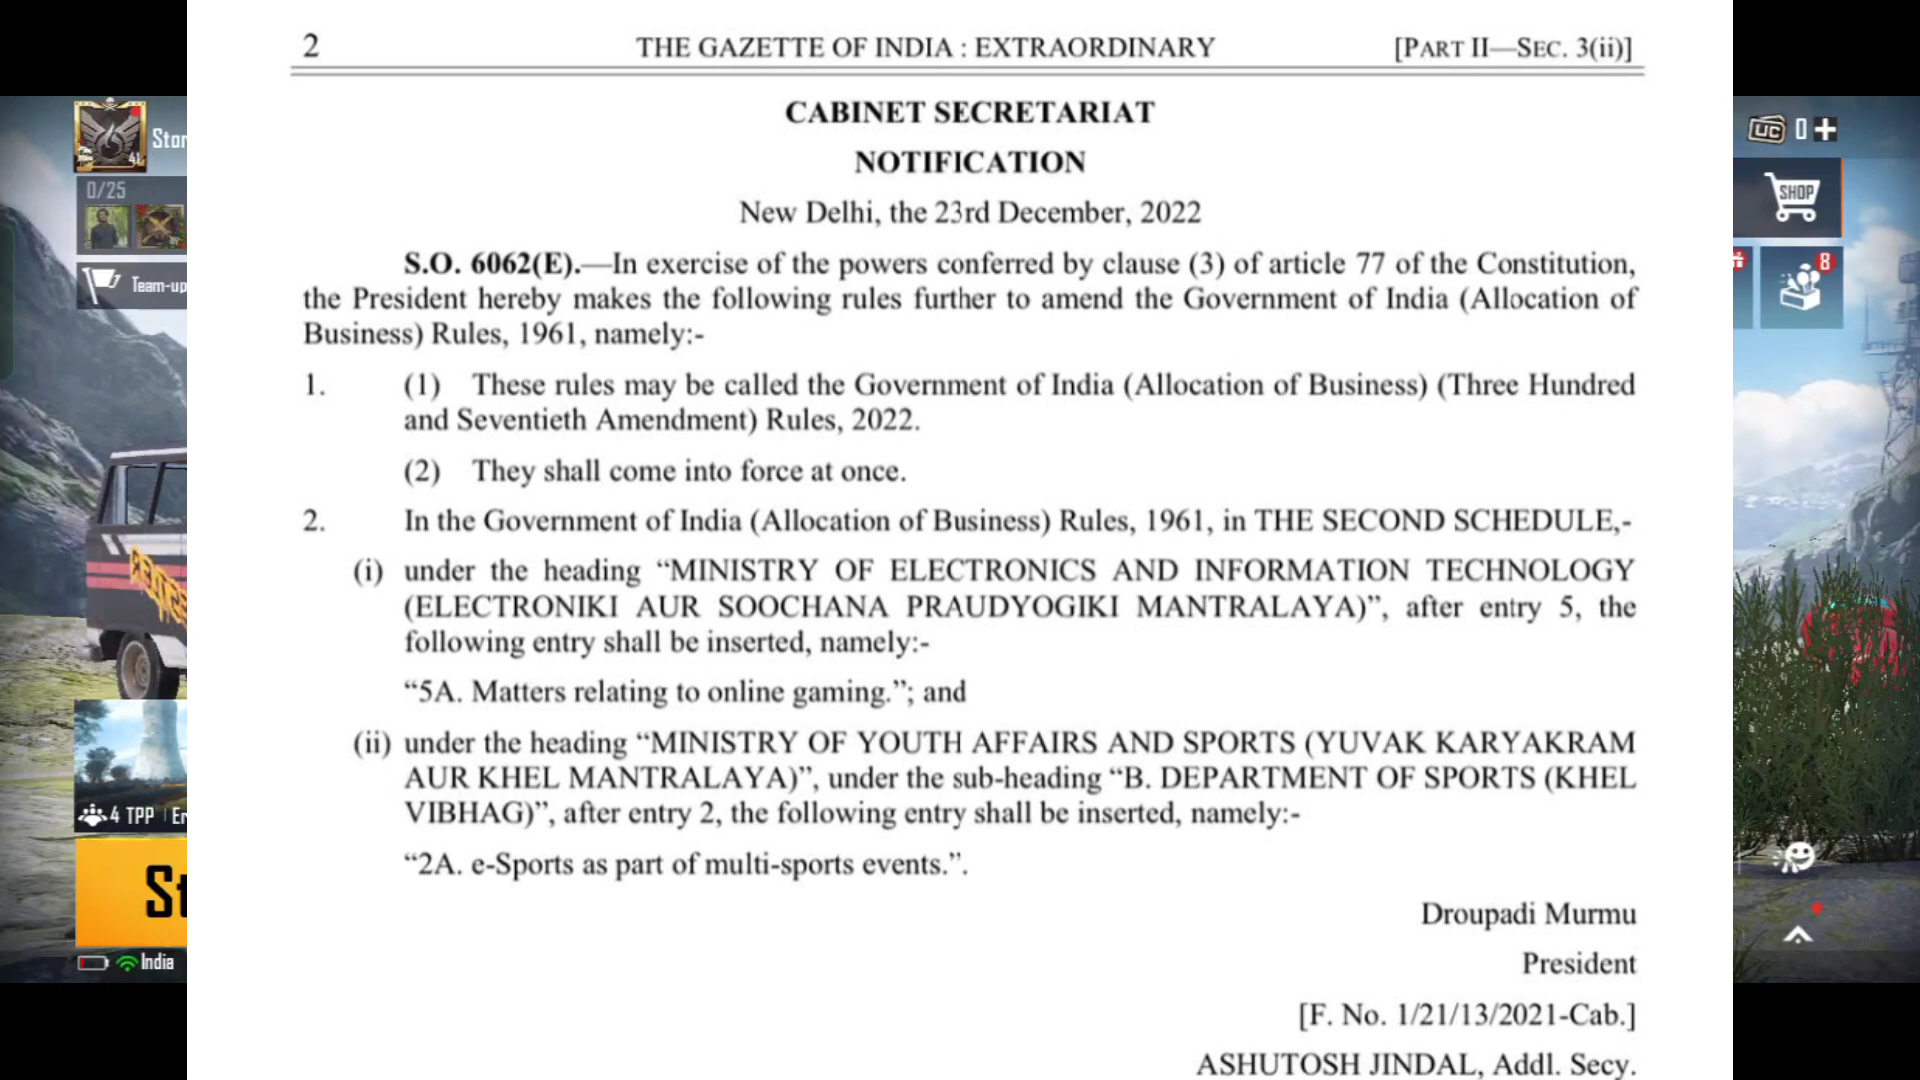 2 THE GAZETTE OF INDIA : EXTRAORDINARY [PART II—SEC. 3(ii)]
CABINET SECRETARIAT
NOTIFICATION
New Delhi, the 23rd December, 2022
S.O. 6062(E).—In exercise of the powers conferred by clause (3) of article 77 of the Constitution,
the President hereby makes the following rules further to amend the Government of India (Allocation of
Business) Rules, 1961, namely:-
1. (1) These rules may be called the Government of India (Allocation of Business) (Three Hundred
and Seventieth Amendment) Rules, 2022.
(2) They shall come into force at once.
2. In the Government of India (Allocation of Business) Rules, 1961, in THE SECOND SCHEDULE,-
(i) under the heading “MINISTRY OF ELECTRONICS AND INFORMATION TECHNOLOGY
(ELECTRONIKI AUR SOOCHANA PRAUDYOGIKI MANTRALAYA)”, after entry 5, the
following entry shall be inserted, namely:-
“5A. Matters relating to online gaming.”; and
(ii) under the heading “MINISTRY OF YOUTH AFFAIRS AND SPORTS (YUVAK KARYAKRAM
AUR KHEL MANTRALAYA)”, under the sub-heading “B. DEPARTMENT OF SPORTS (KHEL
VIBHAG)”, after entry 2, the following entry shall be inserted, namely:-
“2A. e-Sports as part of multi-sports events.”.
Droupadi Murmu
President
[F. No. 1/21/13/2021-Cab.]
ASHUTOSH JINDAL, Addl. Secy.
41
0/25
Team-up
4 TPP
India
UC 0
SHOP
8